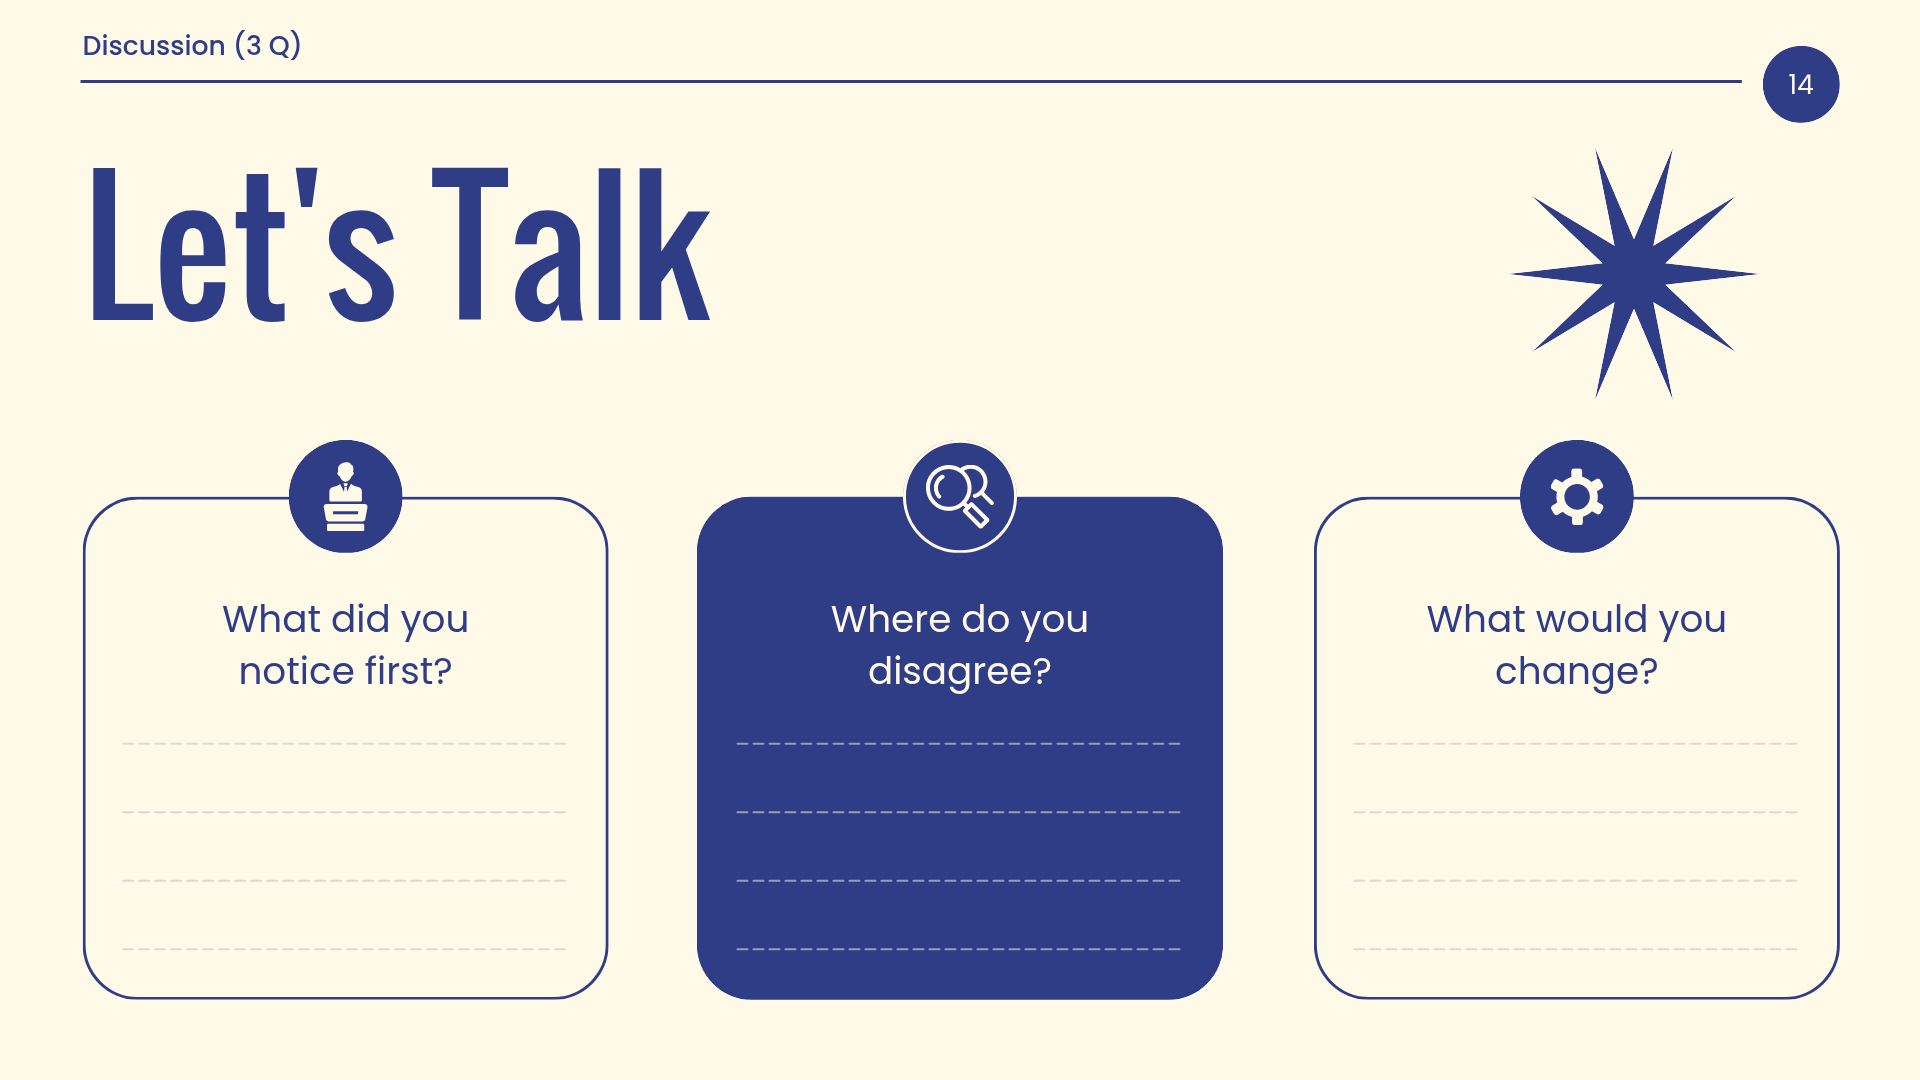 Discussion (3 Q)
14
Let's Talk
What did you
notice first?
Where do you
disagree?
What would you
change?